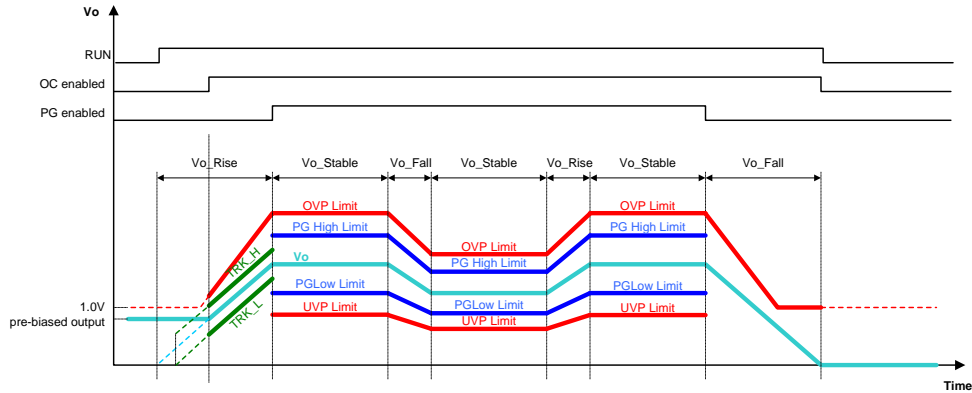 Vo
RUN
OC enabled
PG enabled
Vo_Rise
Vo_Stable
Vo_Fall
Vo_Stable
Vo_Rise
Vo_Stable
Vo_Fall
OVP Limit
OVP Limit
PG High Limit
PG High Limit
TRK_H
Vo
OVP Limit
PG High Limit
PGLow Limit
PGLow Limit
TRK_L
1.0V
PGLow Limit
UVP Limit
UVP Limit
pre-biased output
UVP Limit
Time